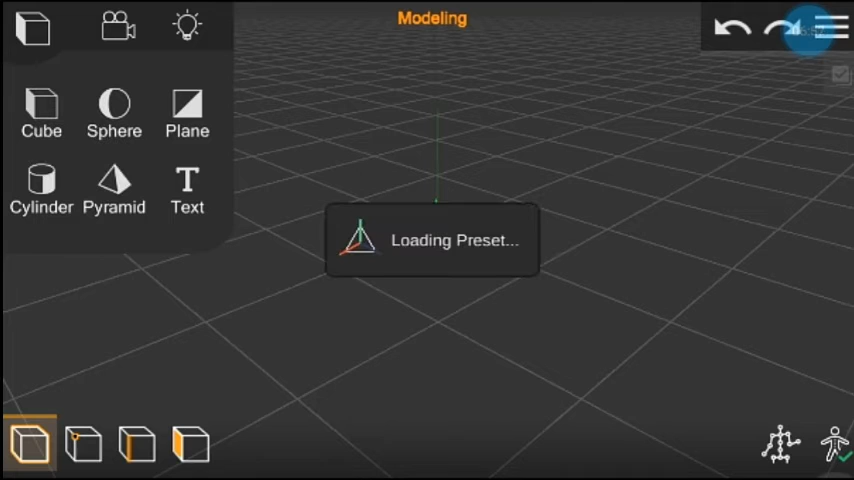 Modeling
Cube Sphere Plane
Cylinder Pyramid Text
Loading Preset...